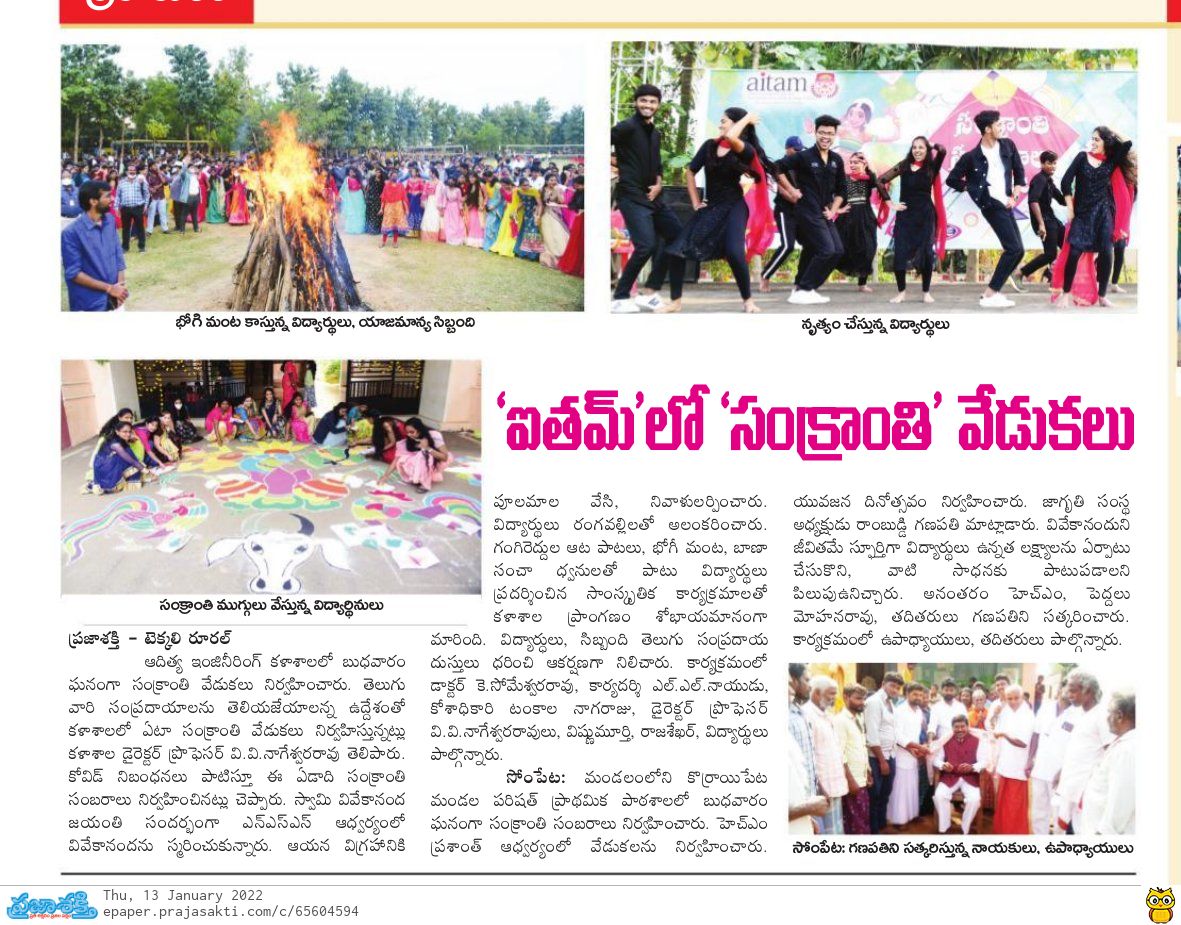 భోగి మంట కాస్తున్న విద్యార్థులు, యాజమాన్య సిబ్బంది
aitam
సంక్రాంతి
నృత్యం చేస్తున్న విద్యార్థులు
సంక్రాంతి ముగ్గులు వేస్తున్న విద్యార్థినులు
‘ఐతమ్’లో ‘సంక్రాంతి’ వేడుకలు
ప్రజాశక్తి – టెక్కలి రూరల్
ఆదిత్య ఇంజినీరింగ్ కళాశాలలో బుధవారం
ఘనంగా సంక్రాంతి వేడుకలు నిర్వహించారు. తెలుగు
వారి సంప్రదాయాలను తెలియజేయాలన్న ఉద్దేశంతో
కళాశాలలో ఏటా సంక్రాంతి వేడుకలు నిర్వహిస్తున్నట్లు
కళాశాల డైరెక్టర్ ప్రొఫెసర్ వి.వి.నాగేశ్వరరావు తెలిపారు.
కోవిడ్ నిబంధనలు పాటిస్తూ ఈ ఏడాది సంక్రాంతి
సంబరాలు నిర్వహించినట్లు చెప్పారు. స్వామి వివేకానంద
జయంతి సందర్భంగా ఎన్ఎస్ఎన్ ఆధ్వర్యంలో
వివేకానందను స్మరించుకున్నారు. ఆయన విగ్రహానికి
పూలమాల వేసి, నివాళులర్పించారు.
విద్యార్థులు రంగవల్లిలతో అలంకరించారు.
గంగిరెద్దుల ఆట పాటలు, భోగీ మంట, బాణా
సంచా ధ్వనులతో పాటు విద్యార్థులు
ప్రదర్శించిన సాంస్కృతిక కార్యక్రమాలతో
కళాశాల ప్రాంగణం శోభాయమానంగా
మారింది. విద్యార్థులు, సిబ్బంది తెలుగు సంప్రదాయ
దుస్తులు ధరించి ఆకర్షణగా నిలిచారు. కార్యక్రమంలో
డాక్టర్ కె.సోమేశ్వరరావు, కార్యదర్శి ఎల్.ఎల్.నాయుడు,
కోశాధికారి టంకాల నాగరాజు, డైరెక్టర్ ప్రొఫెసర్
వి.వి.నాగేశ్వరరావులు, విష్ణుమూర్తి, రాజశేఖర్, విద్యార్థులు
పాల్గొన్నారు.
సోంపేట: మండలంలోని కొర్రాయిపేట
మండల పరిషత్ ప్రాథమిక పాఠశాలలో బుధవారం
ఘనంగా సంక్రాంతి సంబరాలు నిర్వహించారు. హెచ్ఎం
ప్రశాంత్ ఆధ్వర్యంలో వేడుకలను నిర్వహించారు.
యువజన దినోత్సవం నిర్వహించారు. జాగృతి సంస్థ
అధ్యక్షుడు రాంబుడ్డి గణపతి మాట్లాడారు. వివేకానందుని
జీవితమే స్ఫూర్తిగా విద్యార్థులు ఉన్నత లక్ష్యాలను ఏర్పాటు
చేసుకొని, వాటి సాధనకు పాటుపడాలని
పిలుపుఉనిచ్చారు. అనంతరం హెచ్ఎం, పెద్దలు
మోహనరావు, తదితరులు గణపతిని సత్కరించారు.
కార్యక్రమంలో ఉపాధ్యాయులు, తదితరులు పాల్గొన్నారు.
సోంపేట: గణపతిని సత్కరిస్తున్న నాయకులు, ఉపాధ్యాయులు
ప్రజాశక్తి
Thu, 13 January 2022
epaper.prajasakti.com/c/65604594